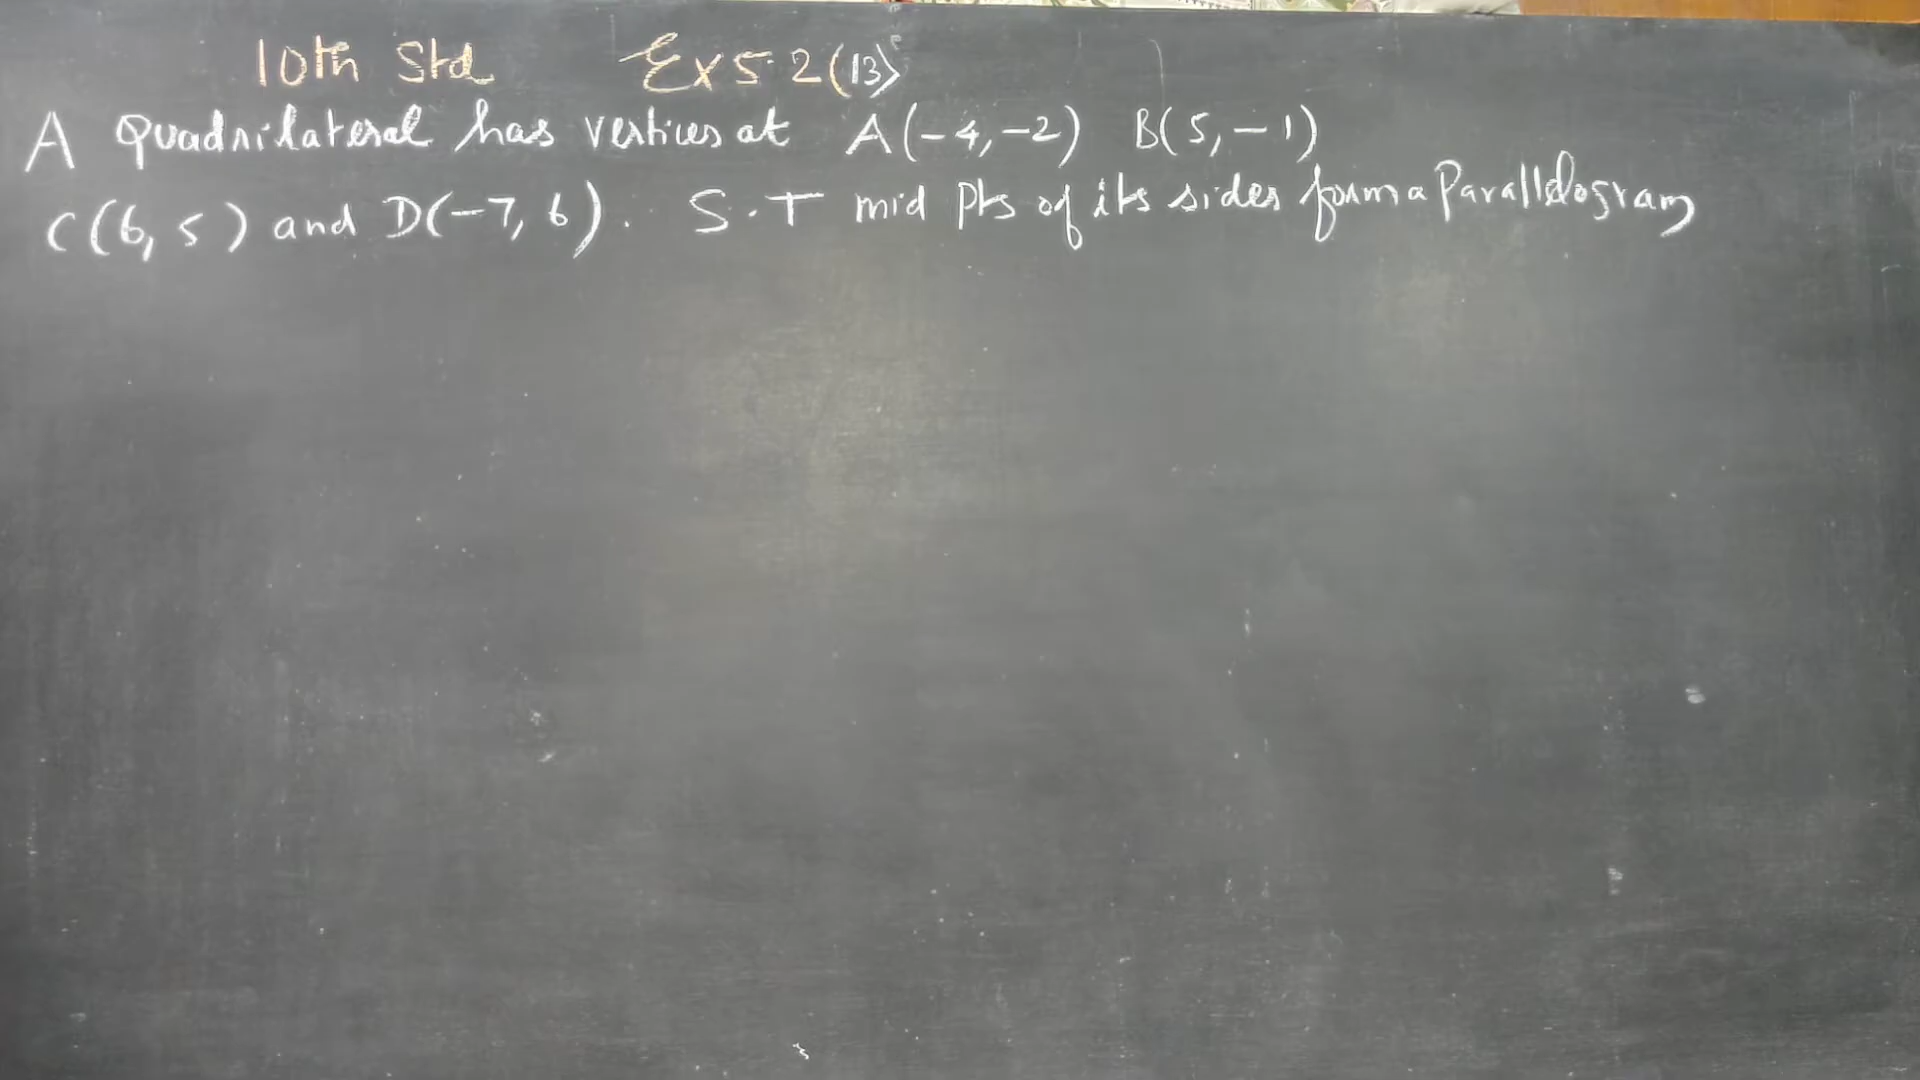 10th Std Ex 5.2(13)
A Quadrilateral has vertices at A(-4,-2) B(5,-1)
C(6,5) and D(-7,6). S.T mid pts of its sides form a Parallelogram